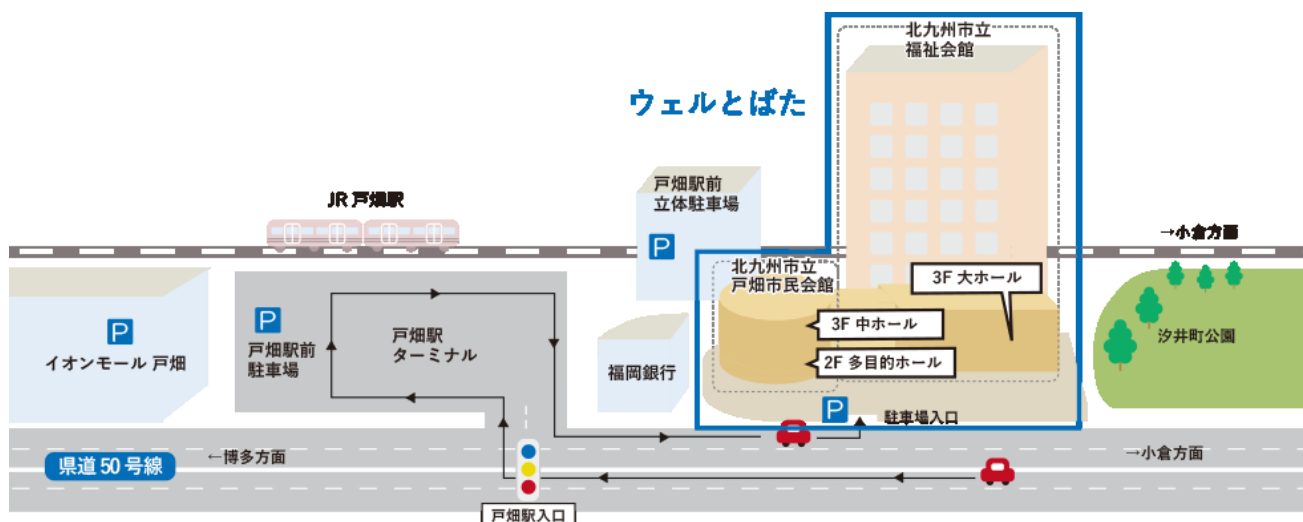 北九州市立
福祉会館
ウェルとばた
戸畑駅前
立体駐車場
P
JR 戸畑駅
→小倉方面
北九州市立
戸畑市民会館
3F 大ホール
3F 中ホール
2F 多目的ホール
P
イオンモール 戸畑
P
戸畑駅前
駐車場
戸畑駅
ターミナル
福岡銀行
汐井町公園
P
駐車場入口
県道 50 号線
←博多方面
→小倉方面
戸畑駅入口